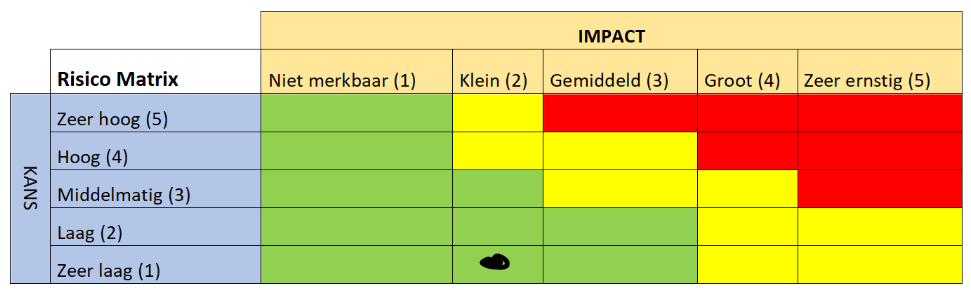 IMPACT
Risico Matrix
Niet merkbaar (1)
Klein (2)
Gemiddeld (3)
Groot (4)
Zeer ernstig (5)
KANS
Zeer hoog (5)
Hoog (4)
Middelmatig (3)
Laag (2)
Zeer laag (1)